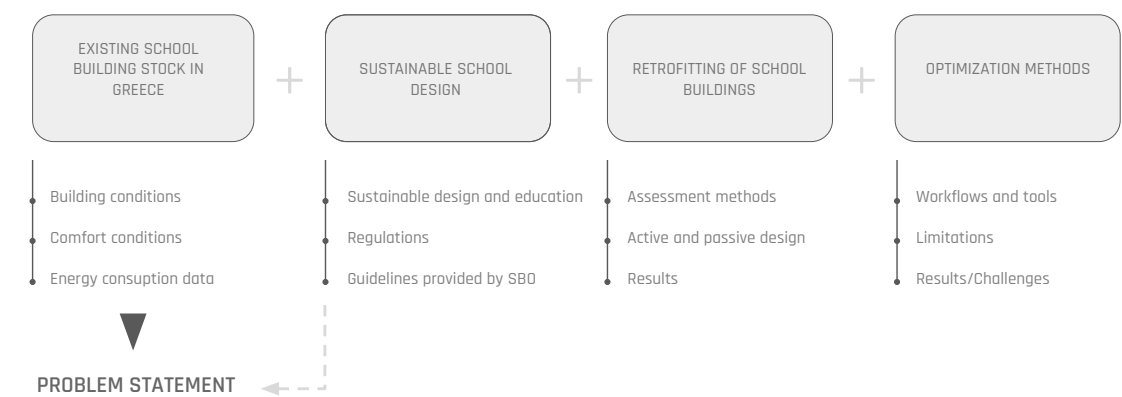 EXISTING SCHOOL
BUILDING STOCK IN
GREECE
SUSTAINABLE SCHOOL
DESIGN
RETROFITTING OF SCHOOL
BUILDINGS
OPTIMIZATION METHODS
Building conditions
Comfort conditions
Energy consuption data
Sustainable design and education
Regulations
Guidelines provided by SBO
Assessment methods
Active and passive design
Results
Workflows and tools
Limitations
Results/Challenges
PROBLEM STATEMENT